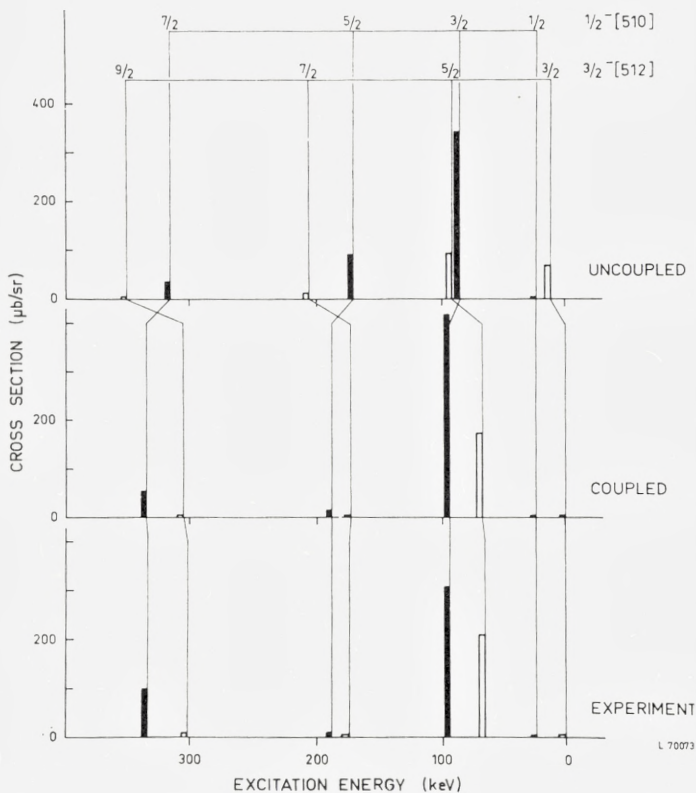 7/2 5/2 3/2 1/2 1/2⁻[510]
9/2 7/2 5/2 3/2 3/2⁻[512]
400
200
UNCOUPLED
0
200
COUPLED
0
200
EXPERIMENT
0
L 70073
300 200 100 0
EXCITATION ENERGY (keV)
CROSS SECTION (μb/sr)